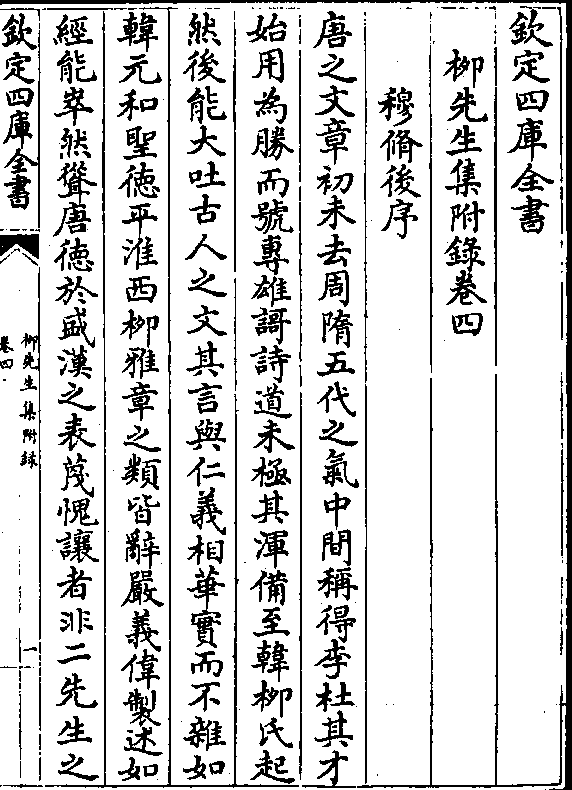 欽定四庫全書
柳先生集附錄卷四
穆脩後序
唐之文章初未去周隋五代之氣中間稱得李杜其才
始用為勝而號專雄謌詩道未極其渾備至韓柳氏起
然後能大吐古人之文其言與仁義相華實而不雜如
韓元和聖德平淮西柳雅章之類皆辭嚴義偉製述如
經能崒然聳唐德於盛漢之表蔑愧讓者非二先生之
欽定四庫全書
柳先生集附錄
卷四
一